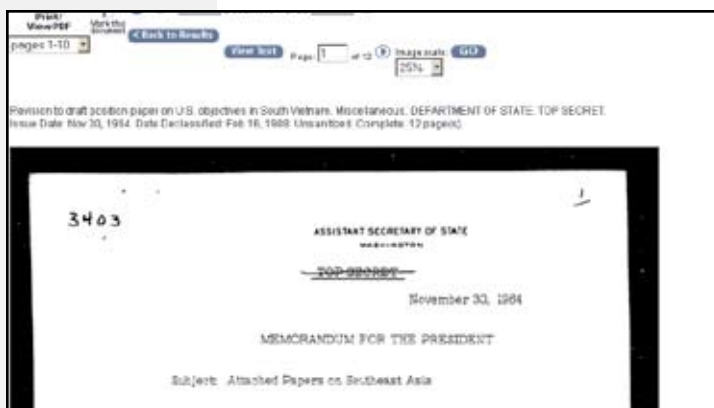 Print/
View PDF
Mark this
Document
< Back to Results
pages 1-10
View Text Page: 1 of 12 Image scale: GO
25%
Revision to draft position paper on U.S. objectives in South Vietnam. Miscellaneous. DEPARTMENT OF STATE. TOP SECRET.
Issue Date: Nov 30, 1964. Date Declassified: Feb 16, 1988. Unsanitized. Complete. 12 page(s).
1
3403
ASSISTANT SECRETARY OF STATE
WASHINGTON
TOP SECRET
November 30, 1964
MEMORANDUM FOR THE PRESIDENT
Subject: Attached Papers on Southeast Asia